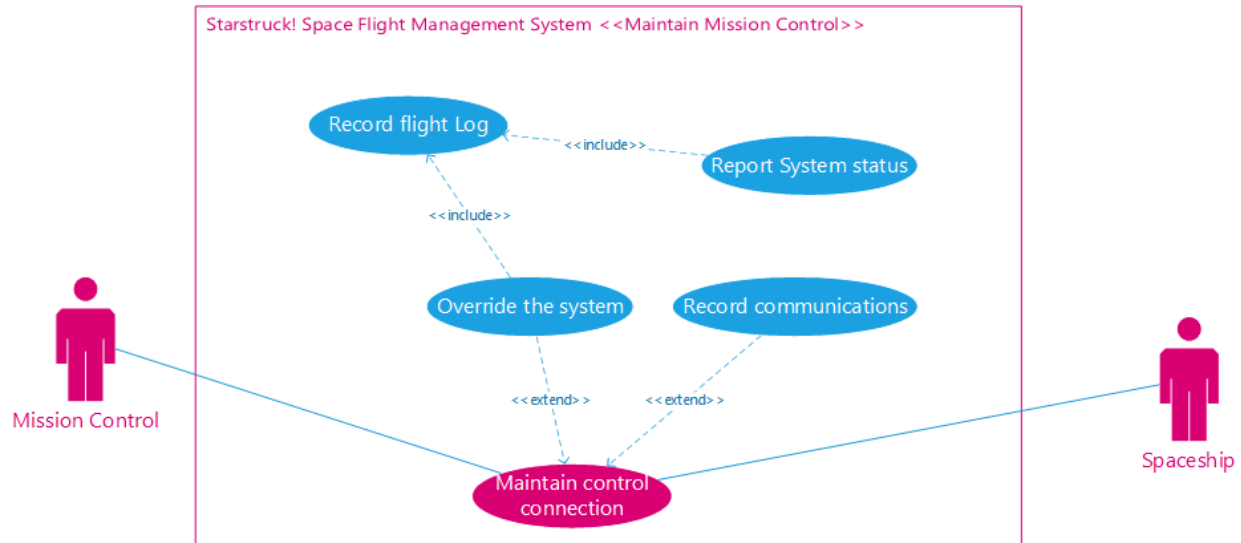 Starstruck! Space Flight Management System <<Maintain Mission Control>>
Record flight Log
<<include>>
Report System status
<<include>>
Override the system
Record communications
Mission Control
<<extend>>
<<extend>>
Spaceship
Maintain control
connection